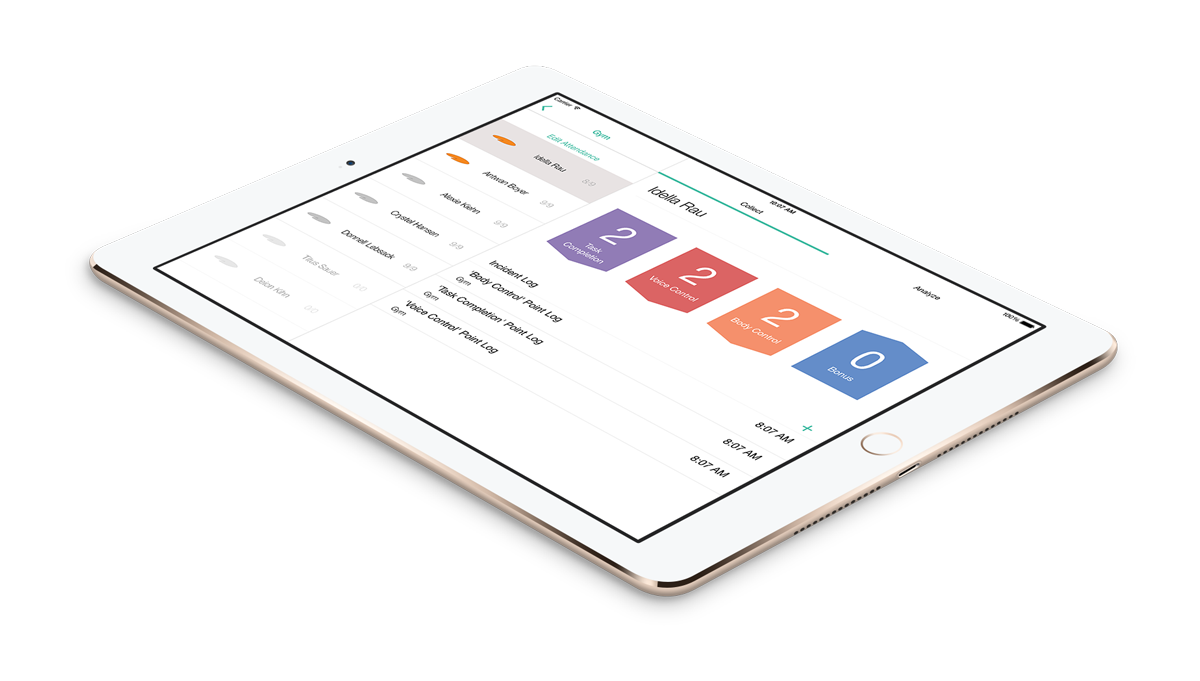 Carrier
10:07 AM
100%
Gym
Edit Attendance
Idella Rau 3/9
Antwan Boyer 9/9
Alexie Kiehn 9/9
Crystel Hansen 9/9
Donnell Lebsack 9/9
Titus Sauer 0/0
Deion Kihn 0/0
Collect
Analyze
Idella Rau
2
Task
Completion
2
Voice Control
2
Body Control
0
Bonus
Incident Log +
'Body Control' Point Log 8:07 AM
Gym
'Task Completion' Point Log 8:07 AM
Gym
'Voice Control' Point Log 8:07 AM
Gym